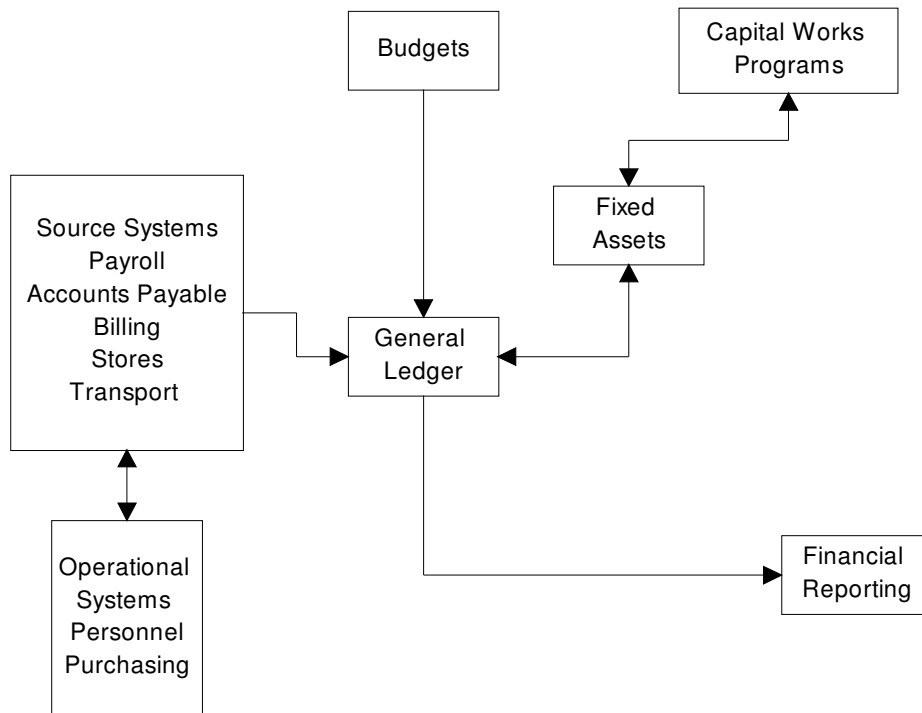 Budgets
Capital Works
Programs
Fixed
Assets
Source Systems
Payroll
Accounts Payable
Billing
Stores
Transport
General
Ledger
Operational
Systems
Personnel
Purchasing
Financial
Reporting